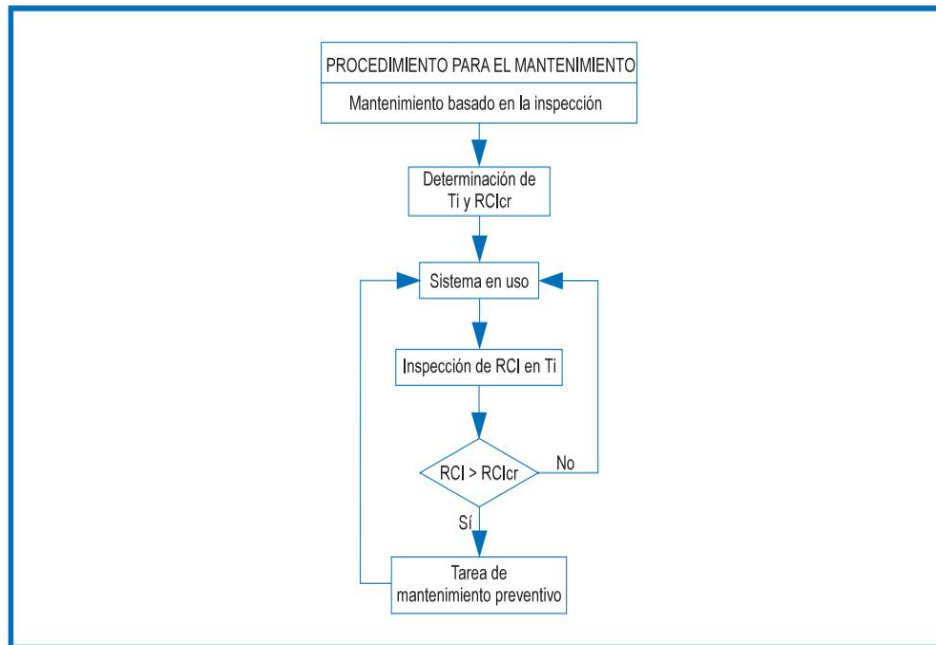 PROCEDIMIENTO PARA EL MANTENIMIENTO
Mantenimiento basado en la inspección
Determinación de
Ti y RCIcr
Sistema en uso
Inspección de RCI en Ti
RCI > RCIcr
No
Sí
Tarea de
mantenimiento preventivo